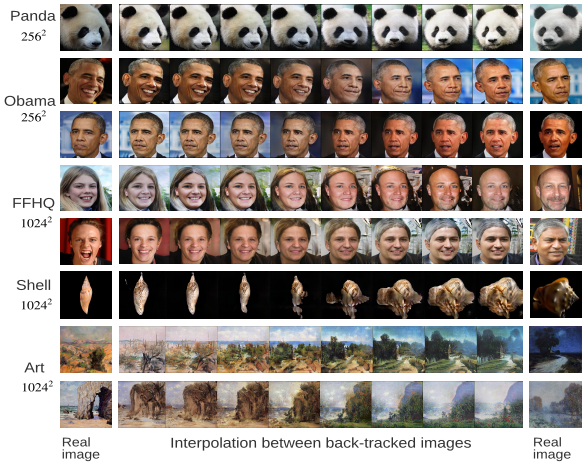 Panda
256²
Obama
256²
FFHQ
1024²
Shell
1024²
Art
1024²
Real
image
Interpolation between back-tracked images
Real
image